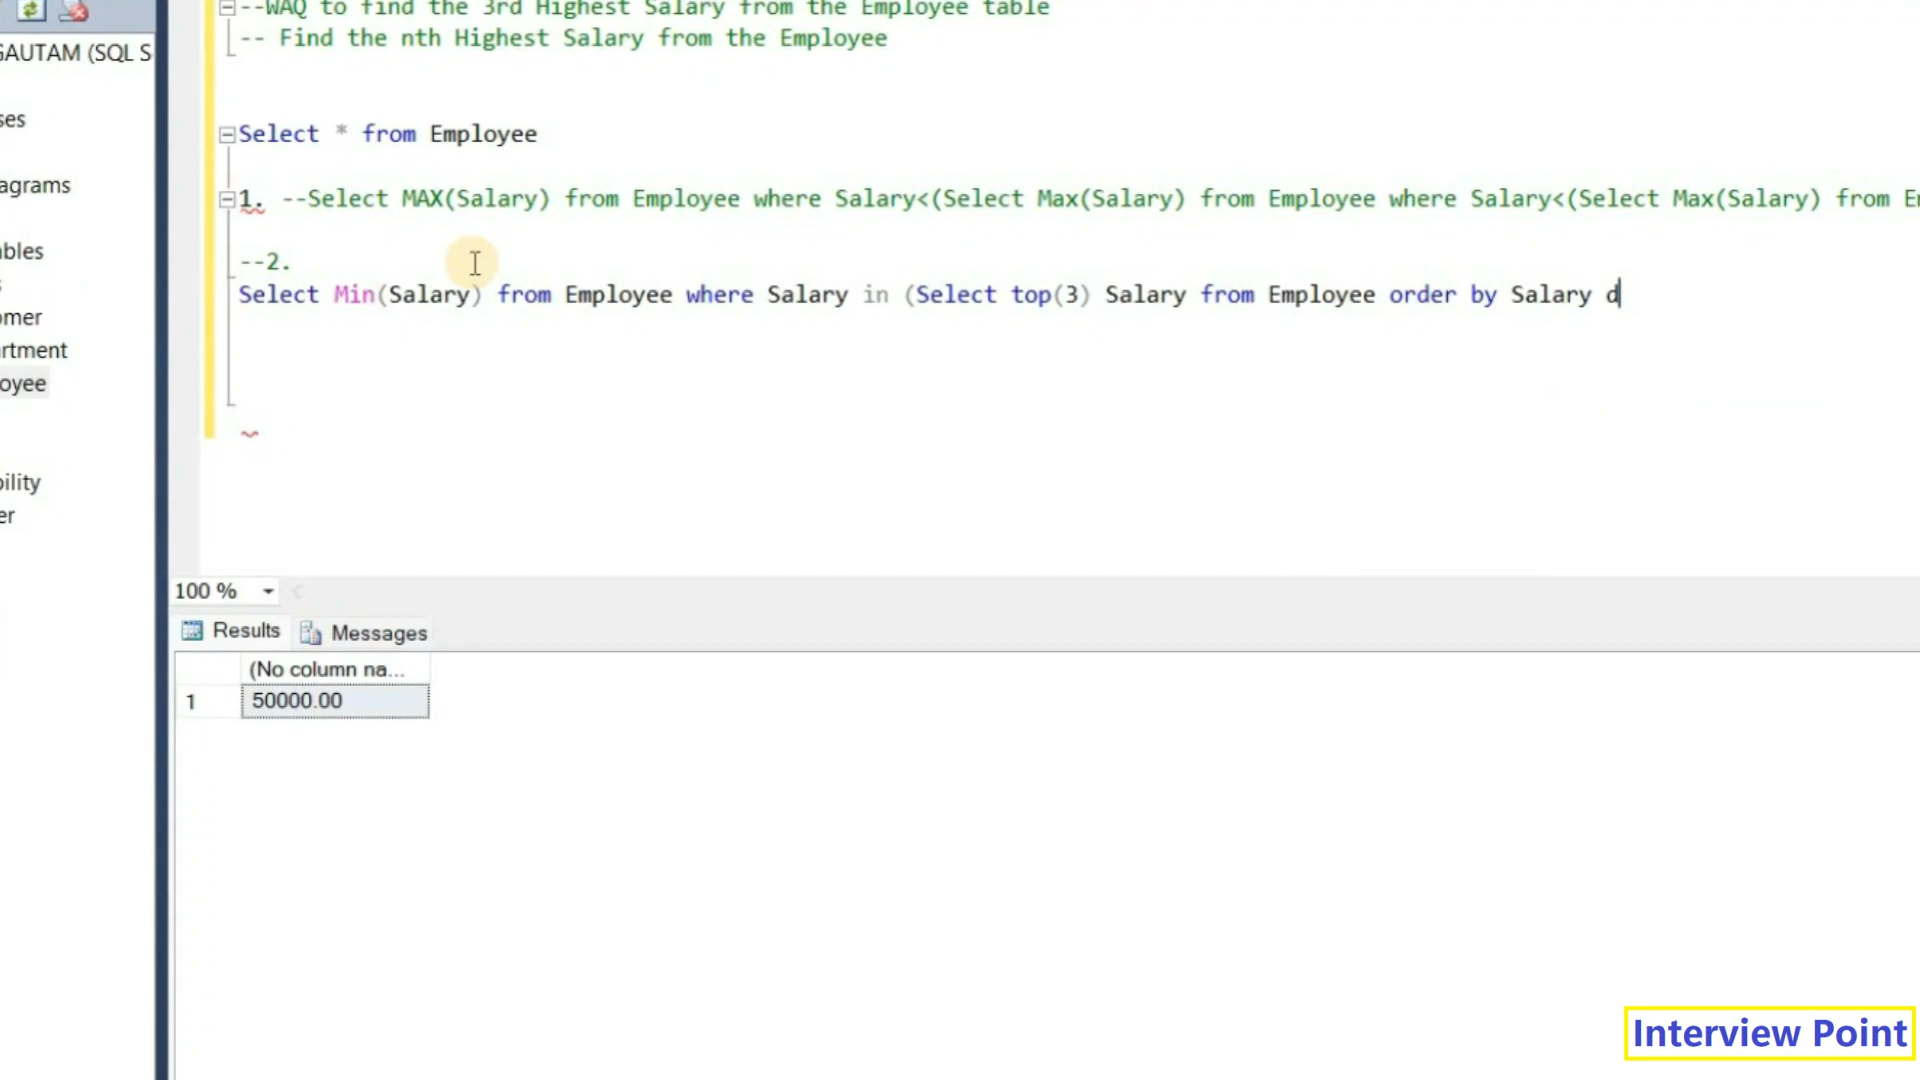 --WAQ to find the 3rd Highest Salary from the Employee table
-- Find the nth Highest Salary from the Employee
GAUTAM (SQL S
ses
Select * from Employee
agrams
1. --Select MAX(Salary) from Employee where Salary<(Select Max(Salary) from Employee where Salary<(Select Max(Salary) from E
bles
--2.
Select Min(Salary) from Employee where Salary in (Select top(3) Salary from Employee order by Salary d
omer
rtment
oyee
bility
er
100 %
Results Messages
(No column na...
1 50000.00
Interview Point